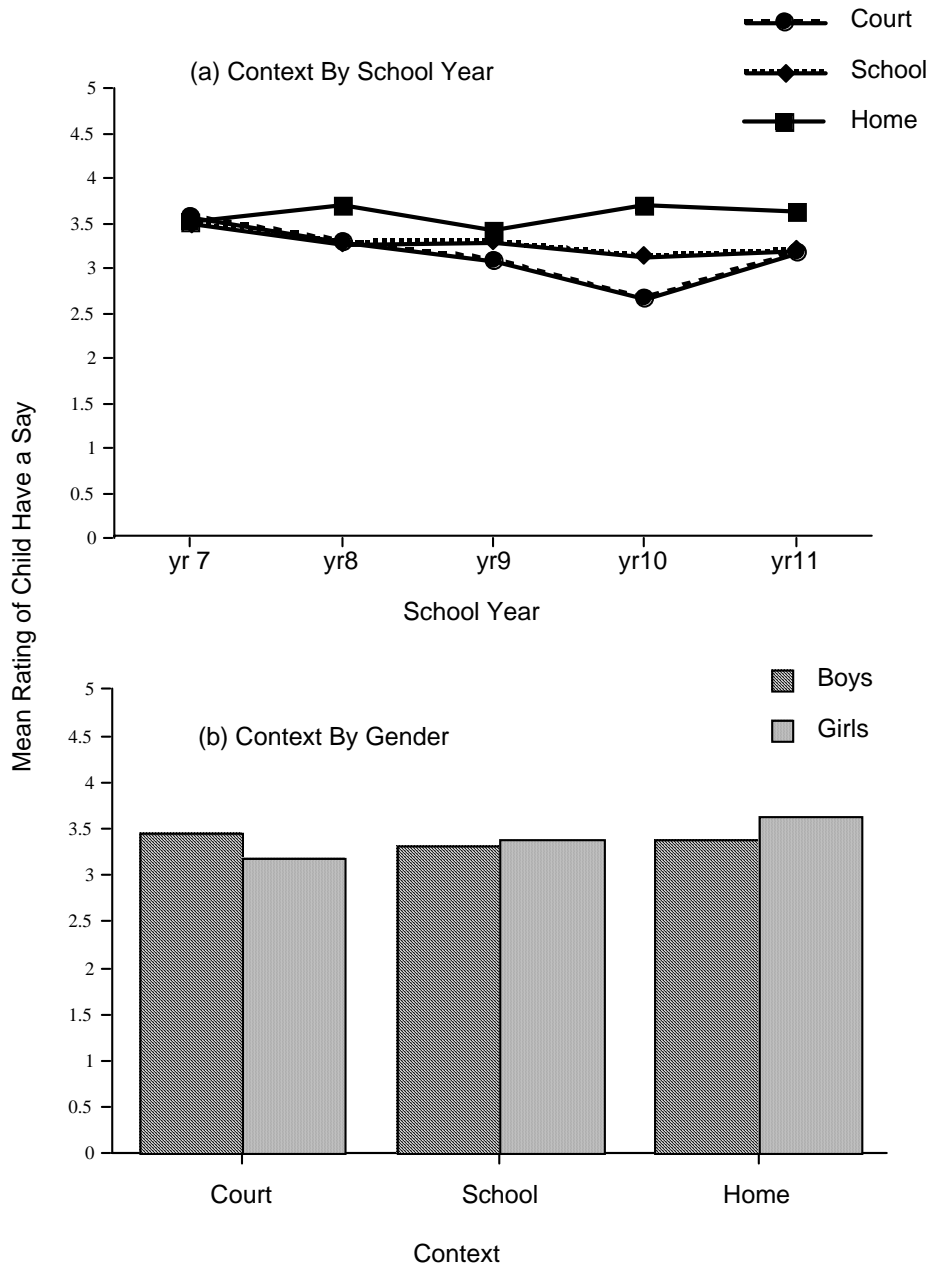 Court
School
Home
(a) Context By School Year
5
4.5
4
3.5
3
2.5
2
1.5
1
0.5
0
yr 7 yr8 yr9 yr10 yr11
School Year
Mean Rating of Child Have a Say
Boys
Girls
(b) Context By Gender
5
4.5
4
3.5
3
2.5
2
1.5
1
0.5
0
Court School Home
Context